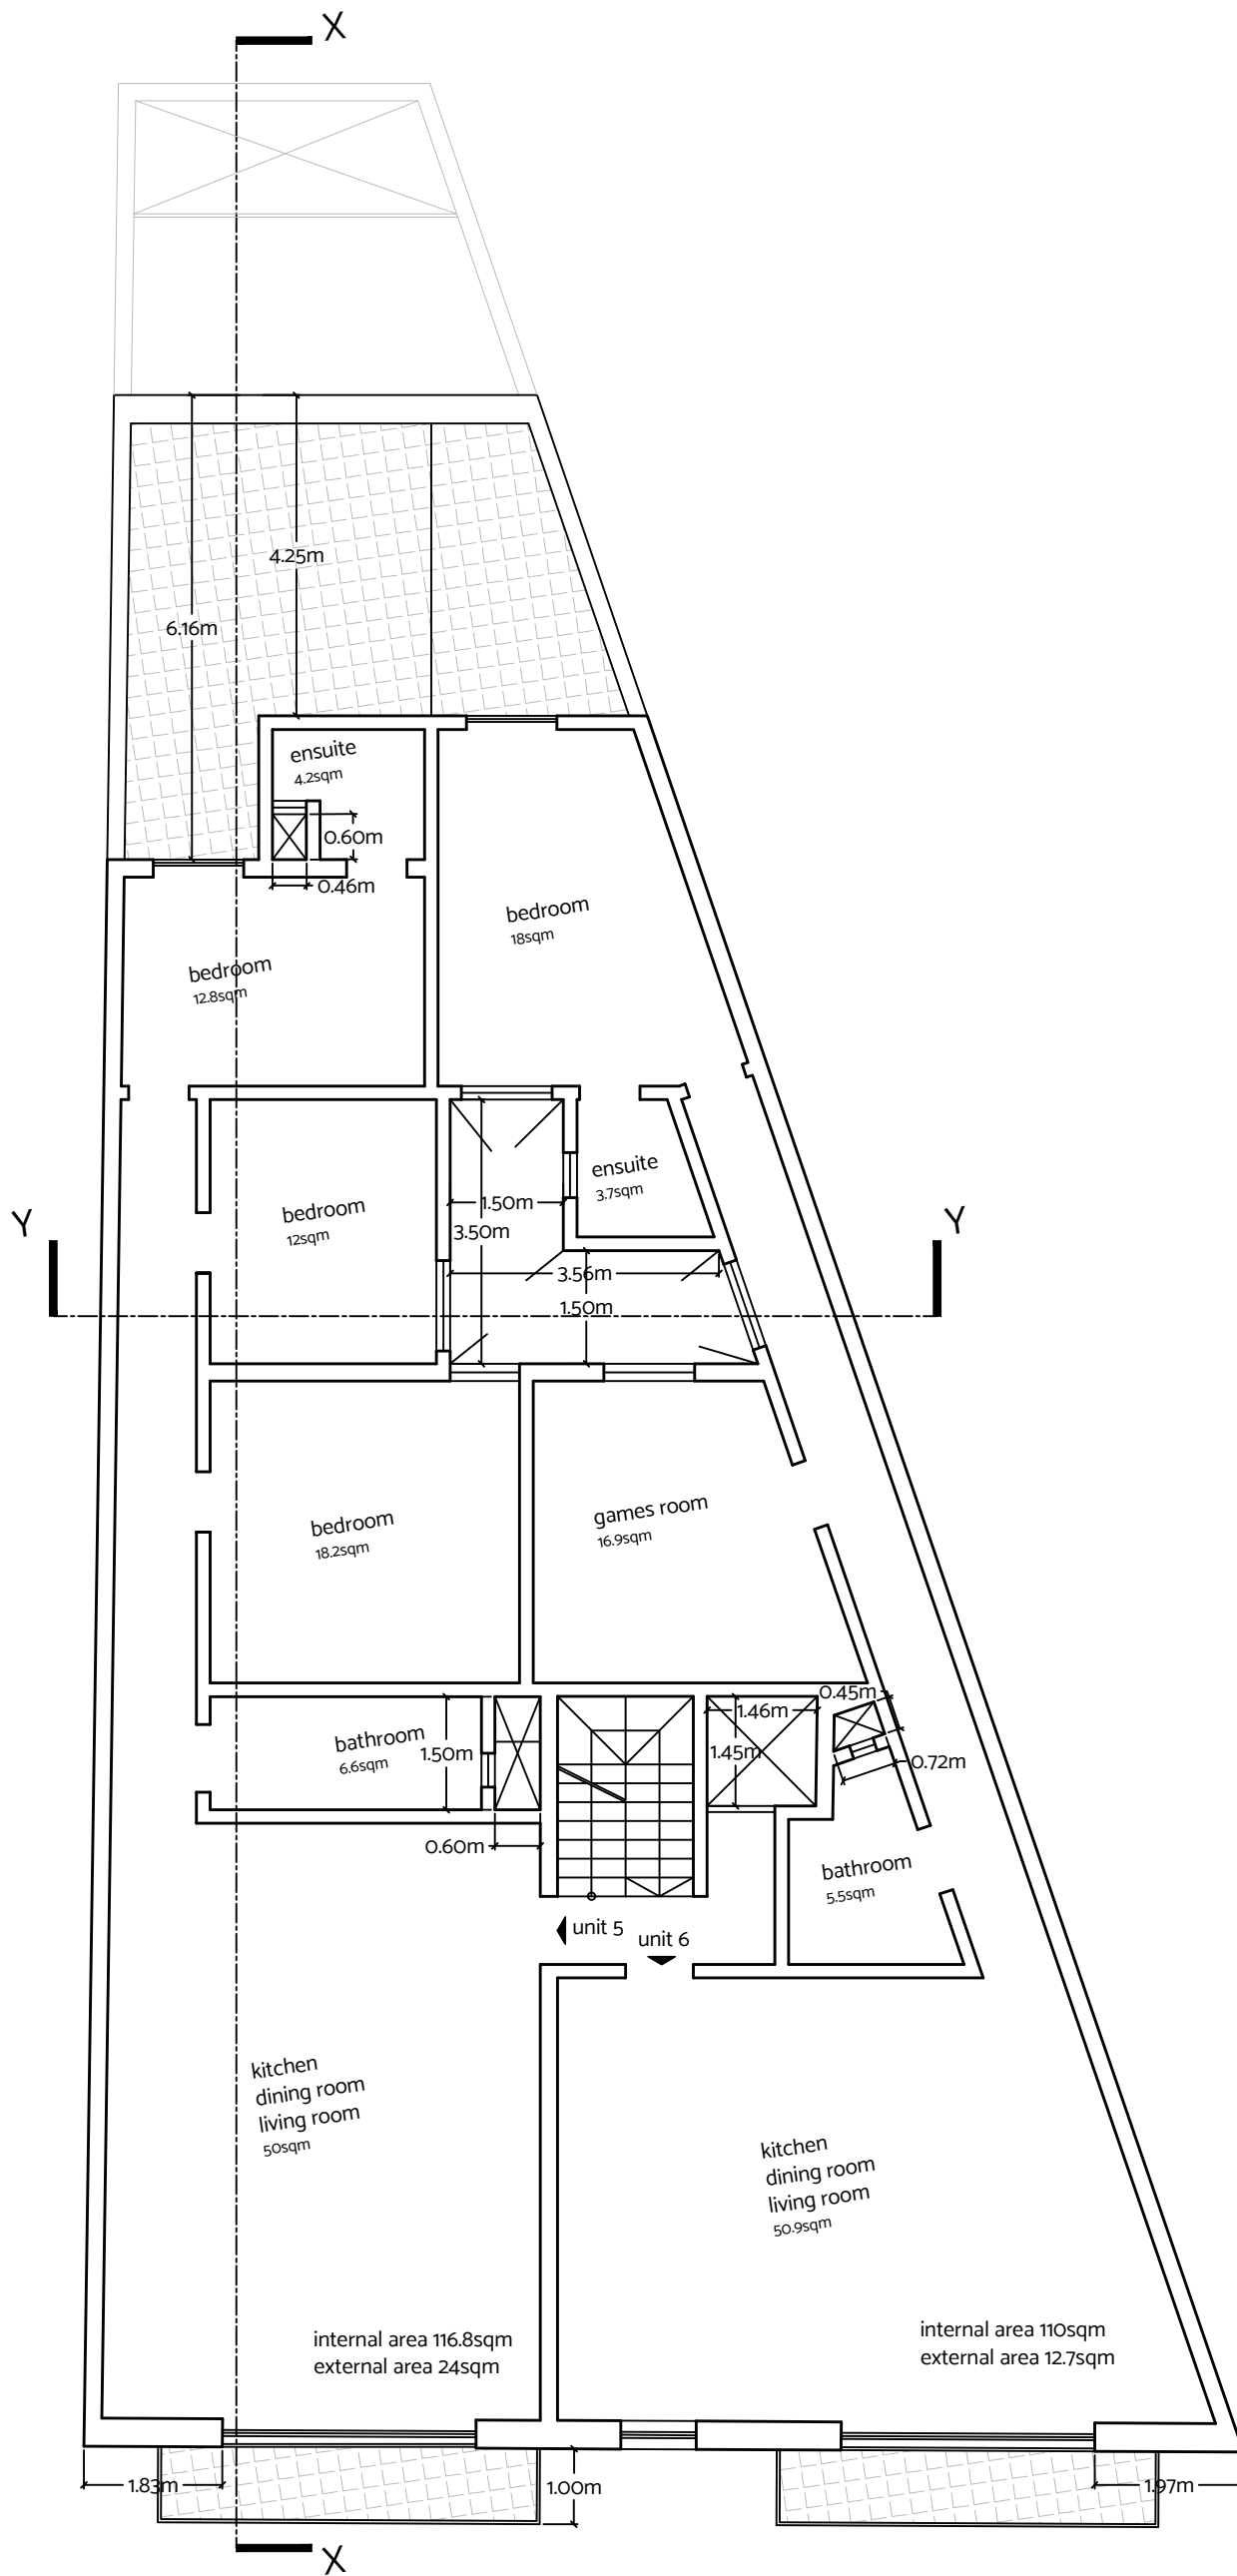 X
4.25m
6.16m
ensuite
4.2sqm
0.60m
0.46m
bedroom
18sqm
bedroom
12.8sqm
ensuite
3.7sqm
bedroom
12sqm
1.50m
3.50m
Y
Y
3.56m
1.50m
bedroom
18.2sqm
games room
16.9sqm
0.45m
1.46m
bathroom
6.6sqm
1.50m
1.45m
0.72m
0.60m
bathroom
5.5sqm
unit 5
unit 6
kitchen
dining room
living room
50sqm
kitchen
dining room
living room
50.9sqm
internal area 116.8sqm
external area 24sqm
internal area 110sqm
external area 12.7sqm
1.83m
1.00m
1.97m
X